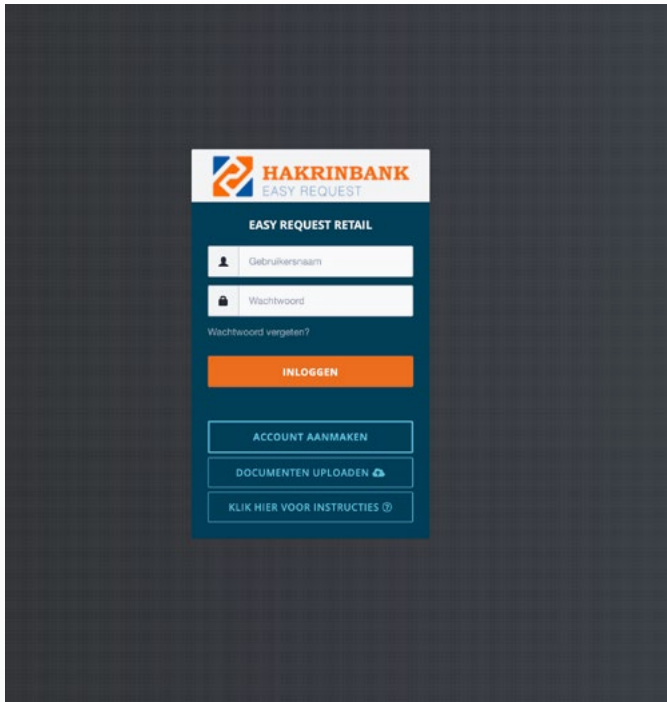 HAKRINBANK
EASY REQUEST
EASY REQUEST RETAIL
Gebruikersnaam
Wachtwoord
Wachtwoord vergeten?
INLOGGEN
ACCOUNT AANMAKEN
DOCUMENTEN UPLOADEN
KLIK HIER VOOR INSTRUCTIES